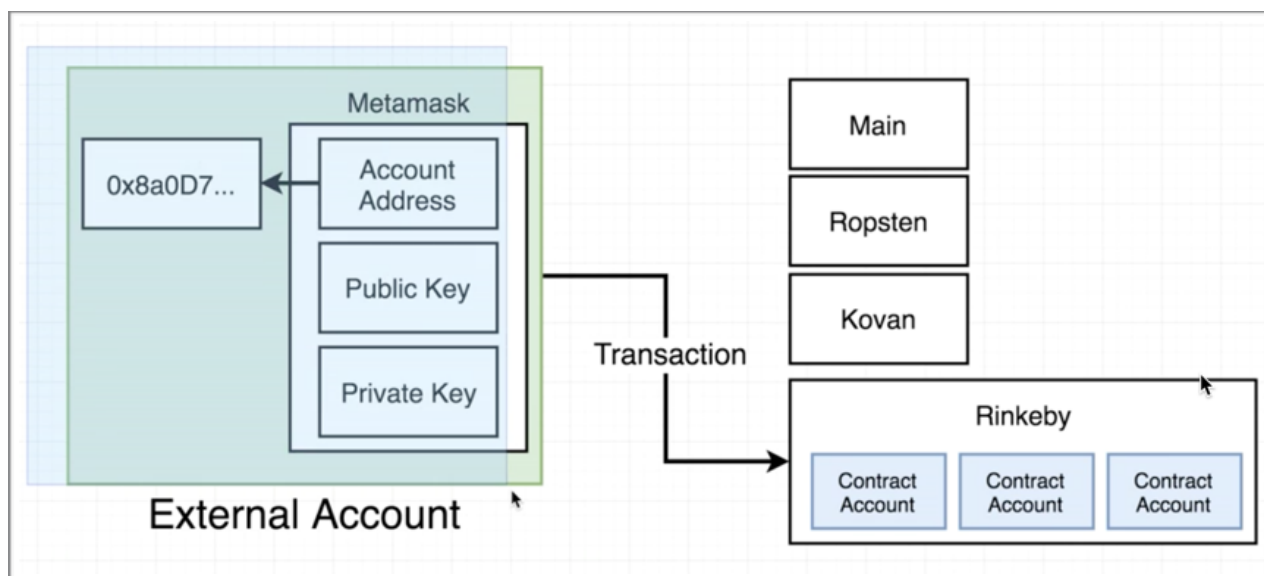 Metamask
0x8a0D7...
Account
Address
Public Key
Private Key
External Account
Transaction
Main
Ropsten
Kovan
Rinkeby
Contract
Account
Contract
Account
Contract
Account